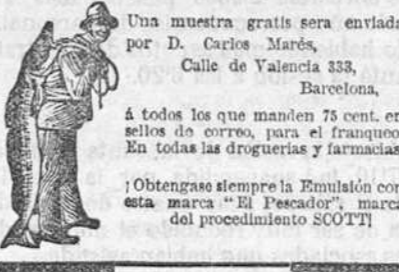 Una muestra gratis sera enviada
por D. Carlos Marés,
Calle de Valencia 333,
Barcelona,
á todos los que manden 75 cent. en
sellos de correo, para el franqueo
En todas las droguerias y farmacias
¡Obtengase siempre la Emulsión con
esta marca "El Pescador", marca
del procedimiento SCOTT!